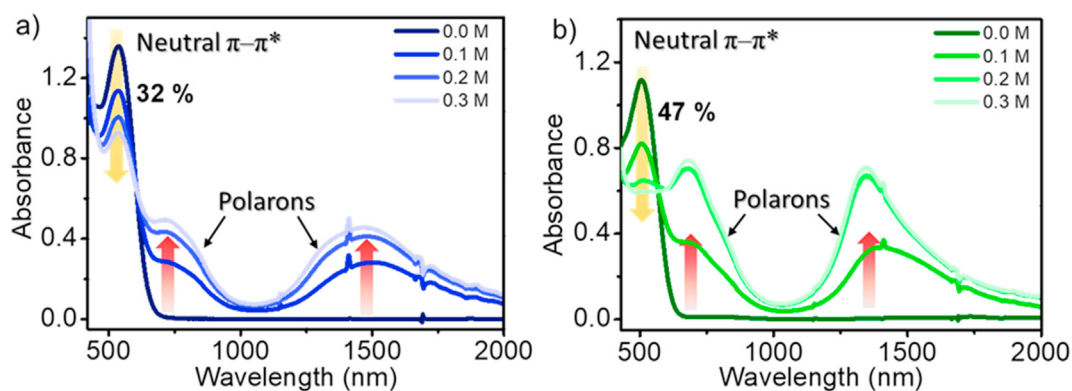 a)
Neutral π–π*
32 %
Polarons
0.0 M
0.1 M
0.2 M
0.3 M
Absorbance
1.2
0.8
0.4
0.0
500
1000
1500
2000
Wavelength (nm)
b)
Neutral π–π*
47 %
Polarons
0.0 M
0.1 M
0.2 M
0.3 M
Absorbance
1.2
0.8
0.4
0.0
500
1000
1500
2000
Wavelength (nm)